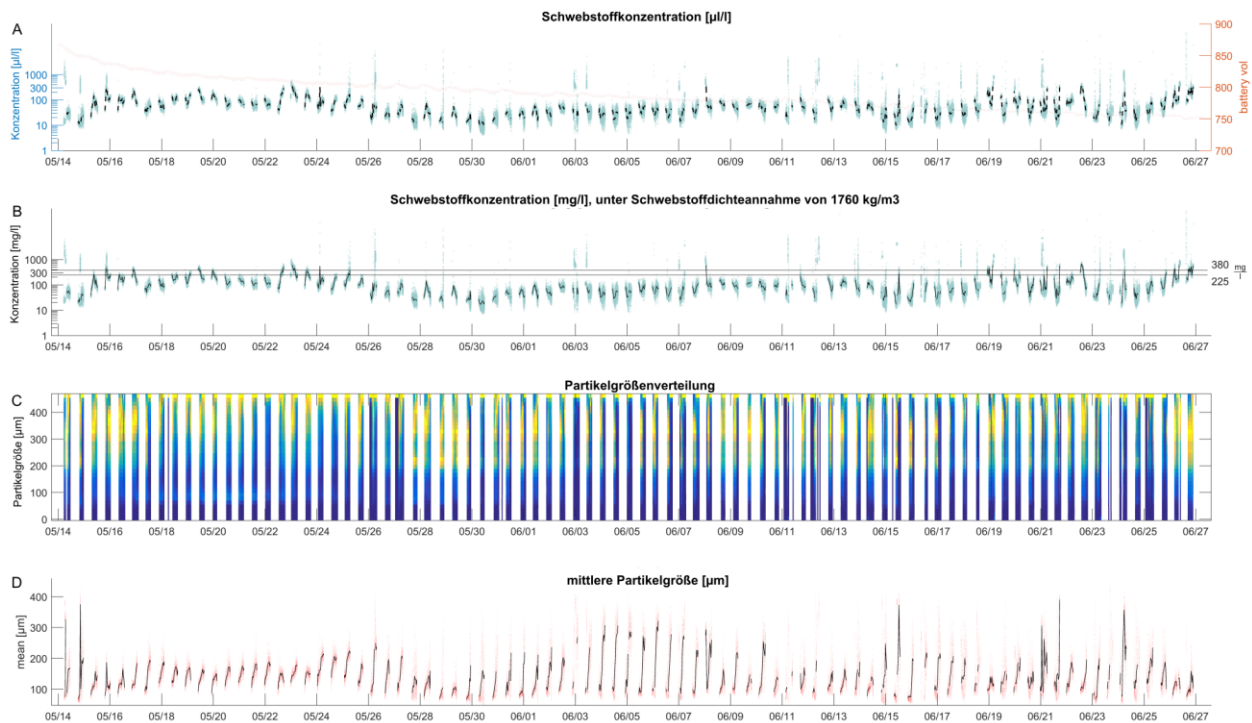 A
Schwebstoffkonzentration [µl/l]
Konzentration [µl/l]
1000
300
100
10
1
900
850
800
750
700
battery vol
05/14 05/16 05/18 05/20 05/22 05/24 05/26 05/28 05/30 06/01 06/03 06/05 06/07 06/09 06/11 06/13 06/15 06/17 06/19 06/21 06/23 06/25 06/27
B
Schwebstoffkonzentration [mg/l], unter Schwebstoffdichteannahme von 1760 kg/m3
Konzentration [mg/l]
1000
300
100
10
1
380 mg
225 l
05/14 05/16 05/18 05/20 05/22 05/24 05/26 05/28 05/30 06/01 06/03 06/05 06/07 06/09 06/11 06/13 06/15 06/17 06/19 06/21 06/23 06/25 06/27
C
Partikelgrößenverteilung
Partikelgröße [µm]
400
300
200
100
0
05/14 05/16 05/18 05/20 05/22 05/24 05/26 05/28 05/30 06/01 06/03 06/05 06/07 06/09 06/11 06/13 06/15 06/17 06/19 06/21 06/23 06/25 06/27
D
mittlere Partikelgröße [µm]
mean [µm]
400
300
200
100
05/14 05/16 05/18 05/20 05/22 05/24 05/26 05/28 05/30 06/01 06/03 06/05 06/07 06/09 06/11 06/13 06/15 06/17 06/19 06/21 06/23 06/25 06/27